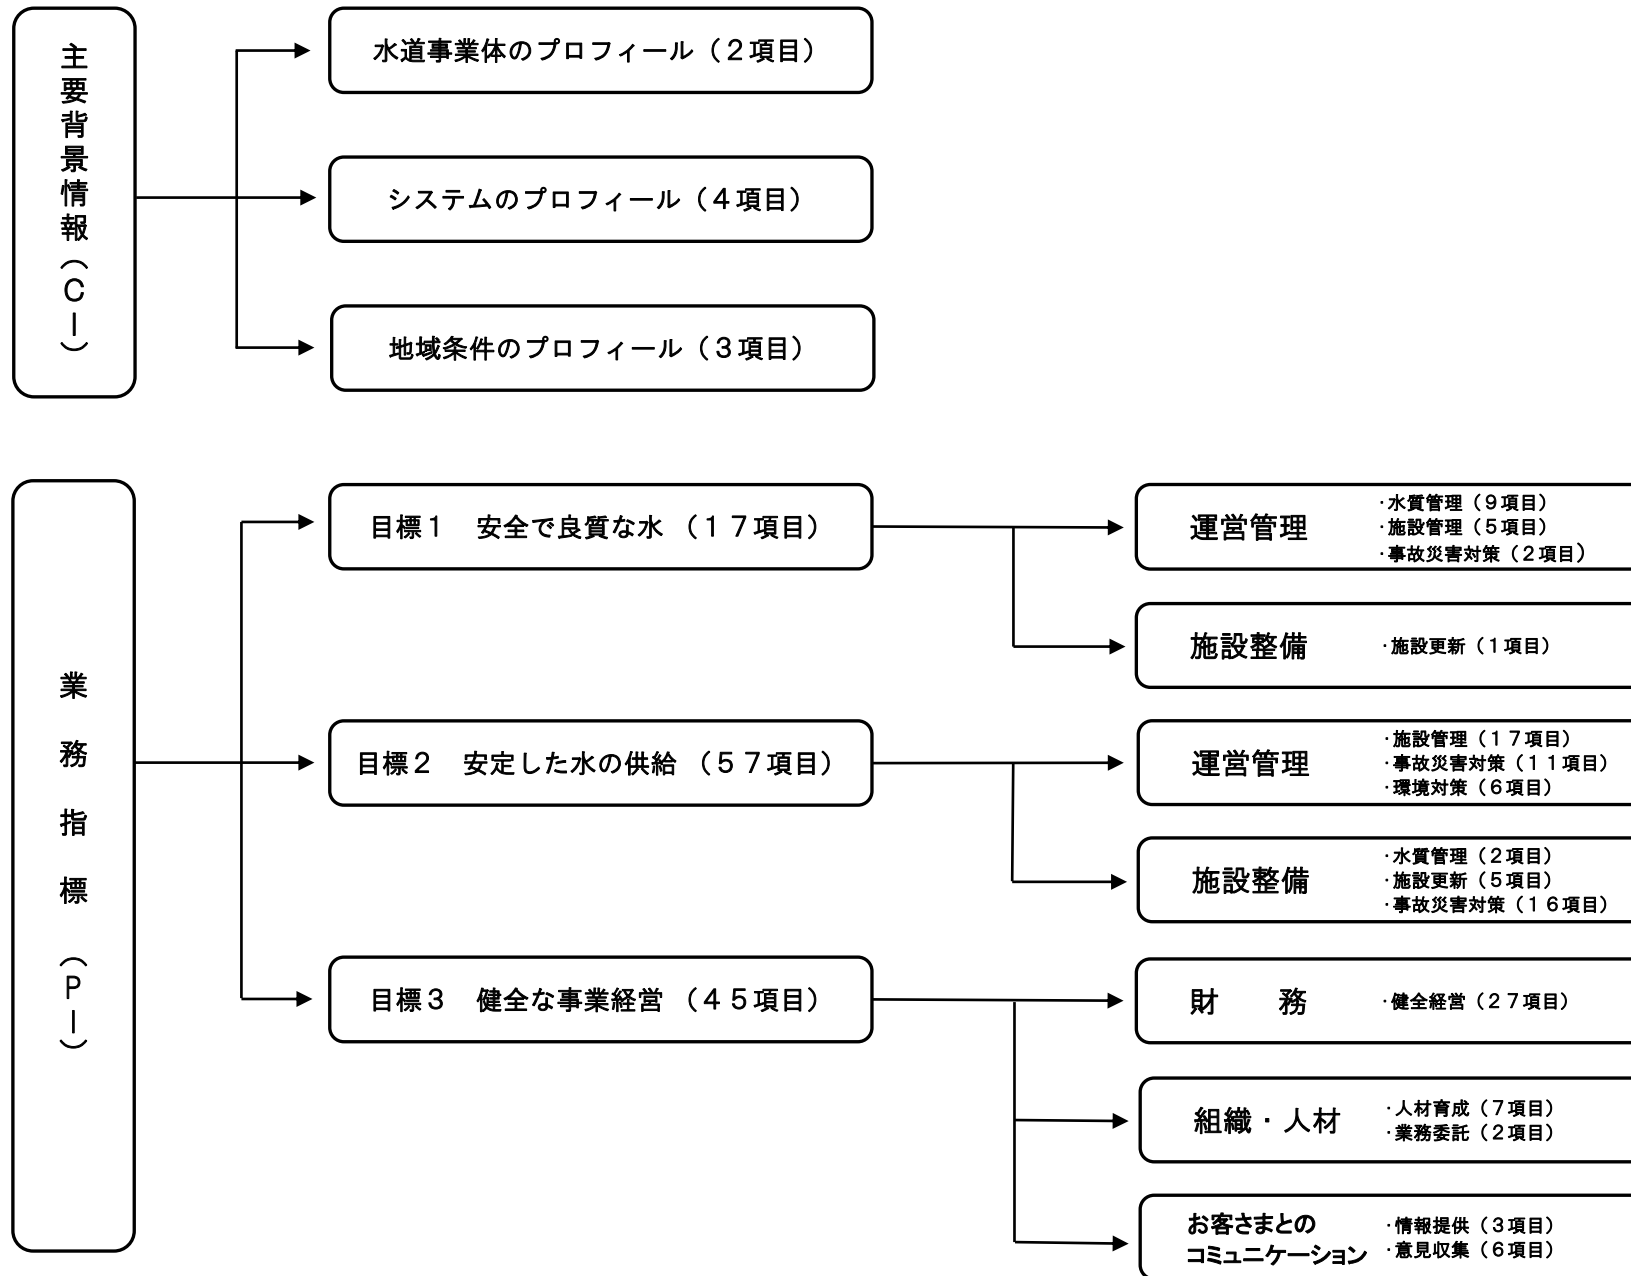 主要背景情報（ＣＩ）
水道事業体のプロフィール（２項目）
システムのプロフィール（４項目）
地域条件のプロフィール（３項目）
業務指標（ＰＩ）
目標１　安全で良質な水（１７項目）
運営管理
・水質管理（９項目）
・施設管理（５項目）
・事故災害対策（２項目）
施設整備
・施設更新（１項目）
目標２　安定した水の供給（５７項目）
運営管理
・施設管理（１７項目）
・事故災害対策（１１項目）
・環境対策（６項目）
施設整備
・水質管理（２項目）
・施設更新（５項目）
・事故災害対策（１６項目）
目標３　健全な事業経営（４５項目）
財　　務
・健全経営（２７項目）
組織・人材
・人材育成（７項目）
・業務委託（２項目）
お客さまとの
コミュニケーション
・情報提供（３項目）
・意見収集（６項目）